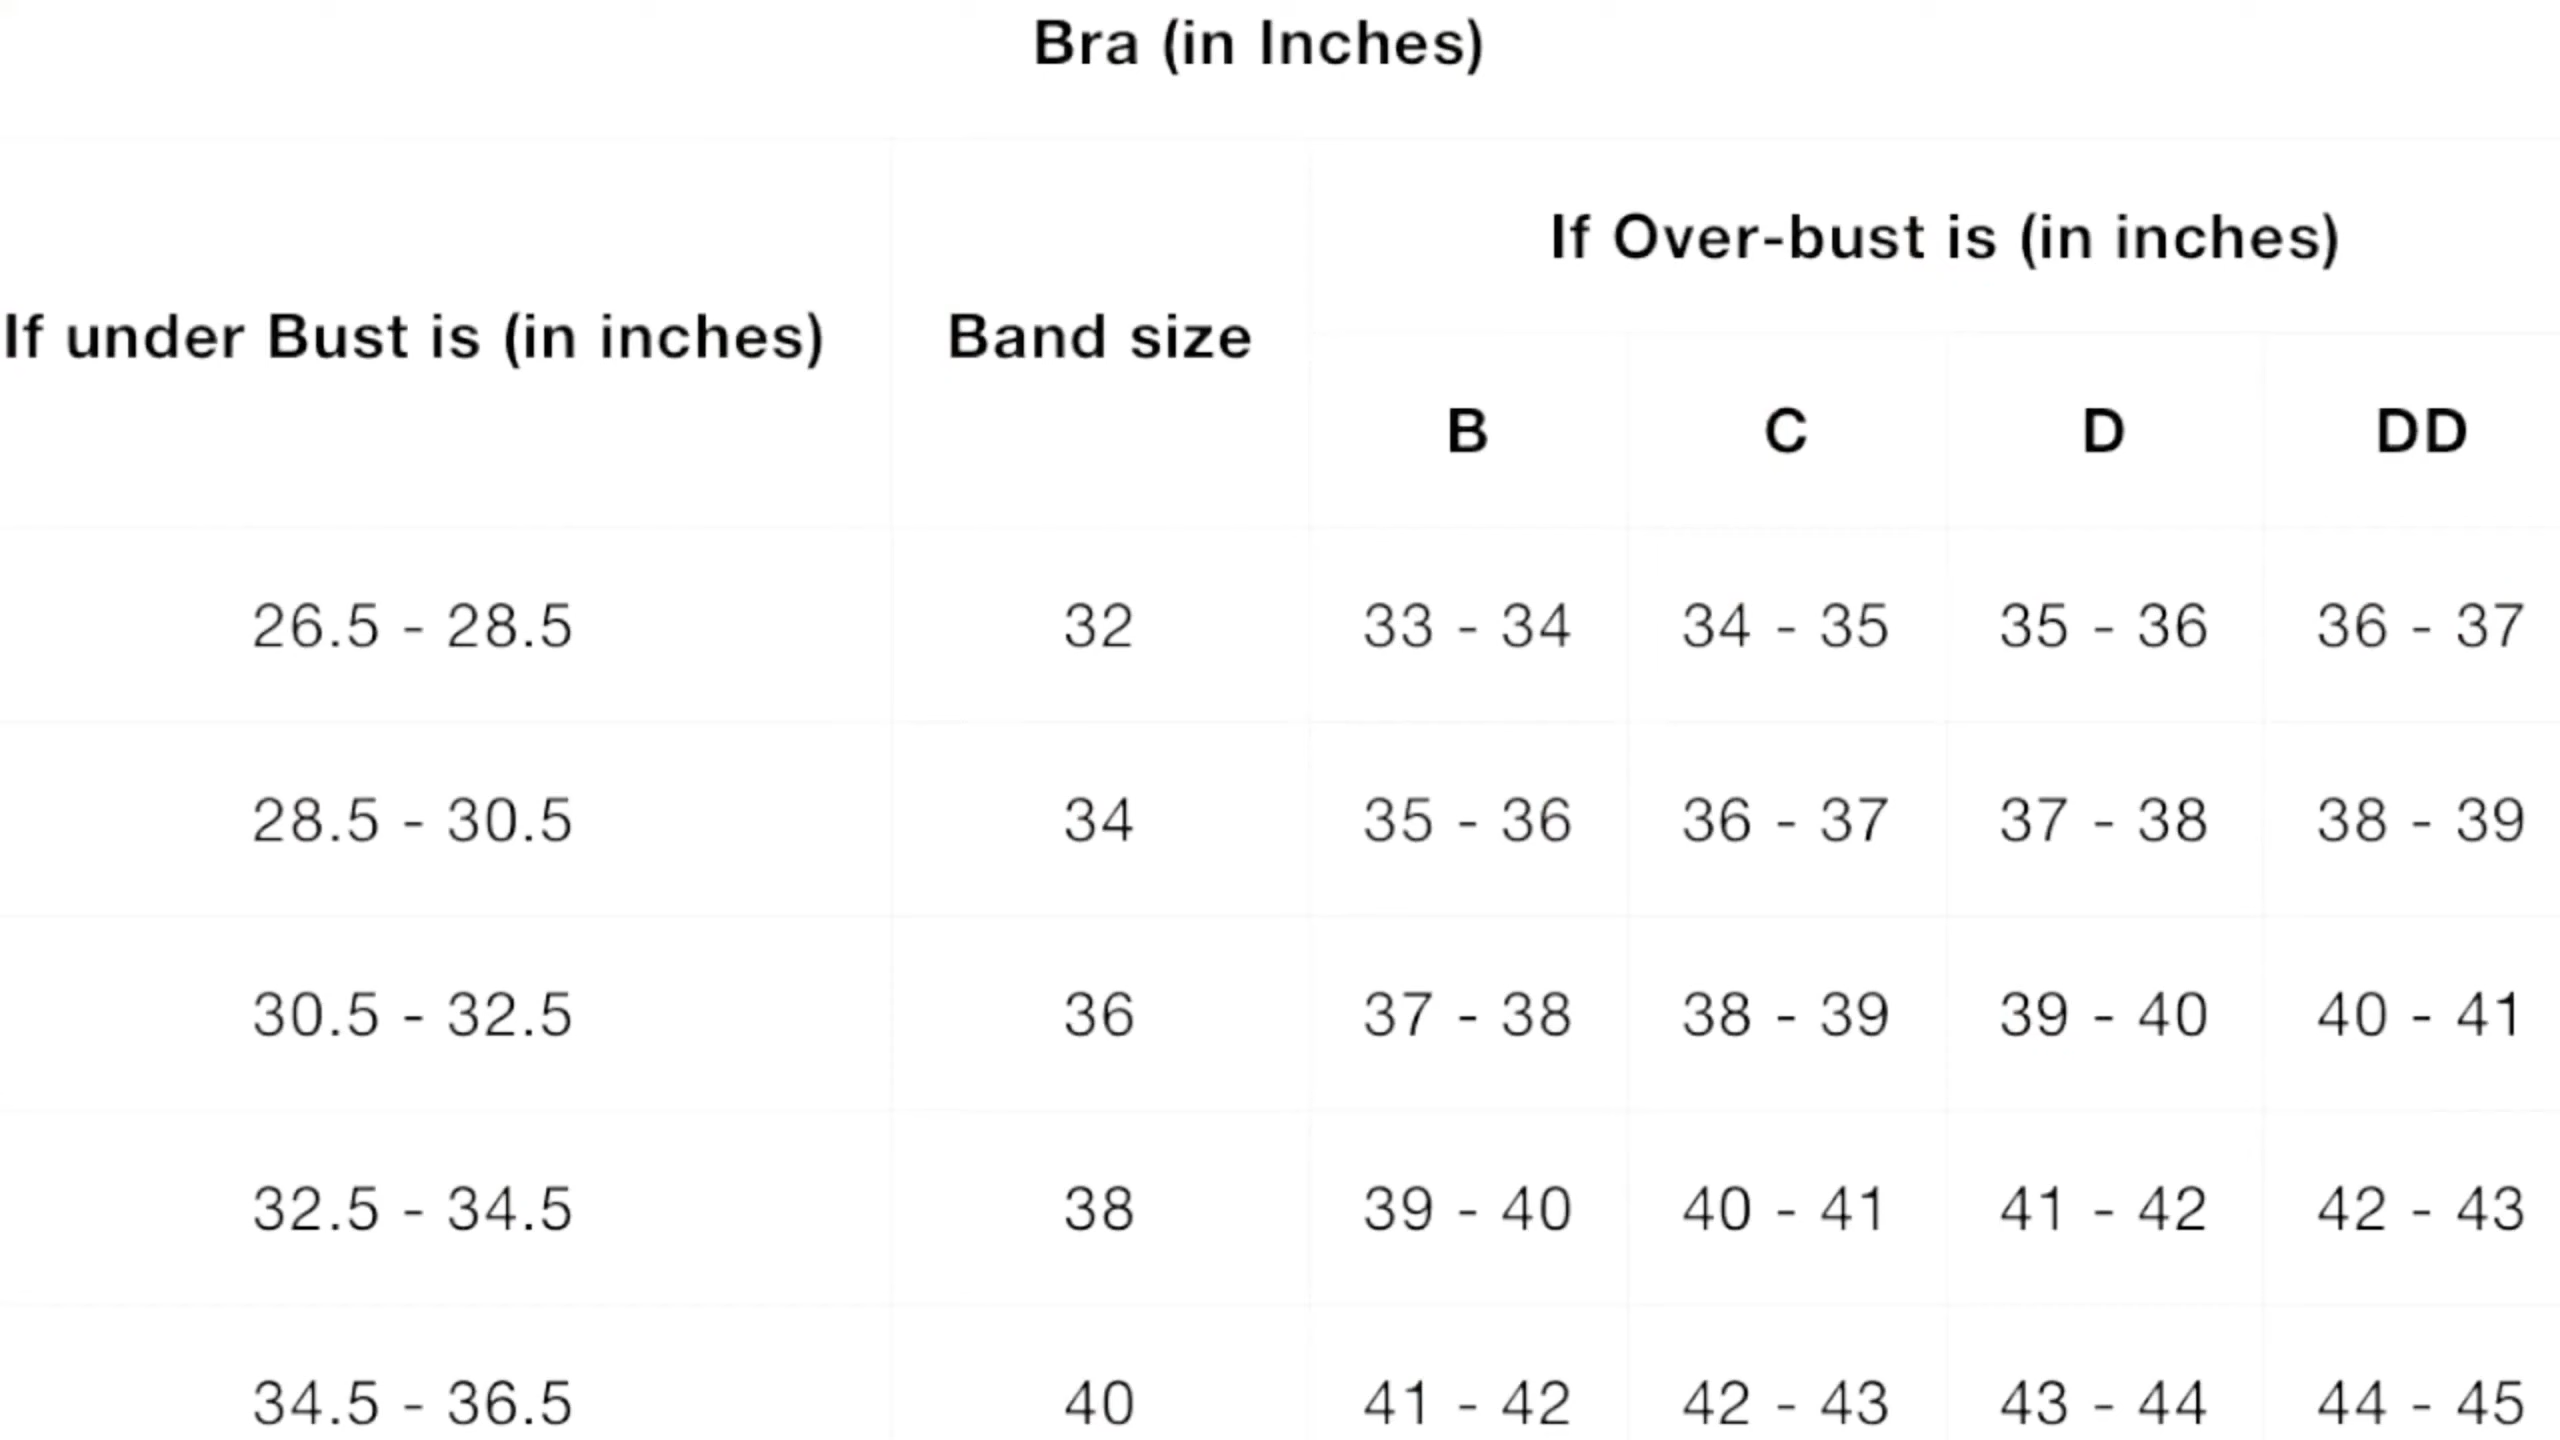 Bra (in Inches)
If Over-bust is (in inches)
If under Bust is (in inches) Band size
B C D DD
26.5 - 28.5 32 33 - 34 34 - 35 35 - 36 36 - 37
28.5 - 30.5 34 35 - 36 36 - 37 37 - 38 38 - 39
30.5 - 32.5 36 37 - 38 38 - 39 39 - 40 40 - 41
32.5 - 34.5 38 39 - 40 40 - 41 41 - 42 42 - 43
34.5 - 36.5 40 41 - 42 42 - 43 43 - 44 44 - 45